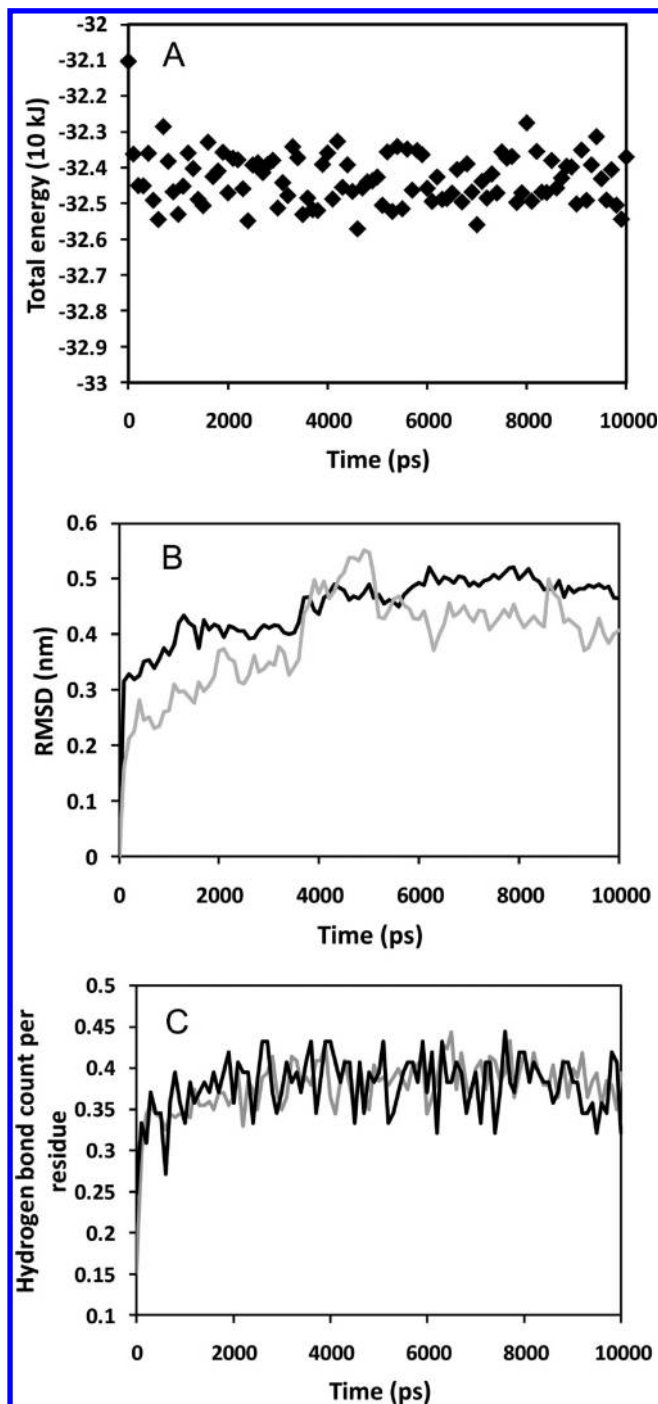 A
Total energy (10 kJ)
-32
-32.1
-32.2
-32.3
-32.4
-32.5
-32.6
-32.7
-32.8
-32.9
-33
0 2000 4000 6000 8000 10000
Time (ps)
B
RMSD (nm)
0.6
0.5
0.4
0.3
0.2
0.1
0
0 2000 4000 6000 8000 10000
Time (ps)
C
Hydrogen bond count per
residue
0.5
0.45
0.4
0.35
0.3
0.25
0.2
0.15
0.1
0 2000 4000 6000 8000 10000
Time (ps)